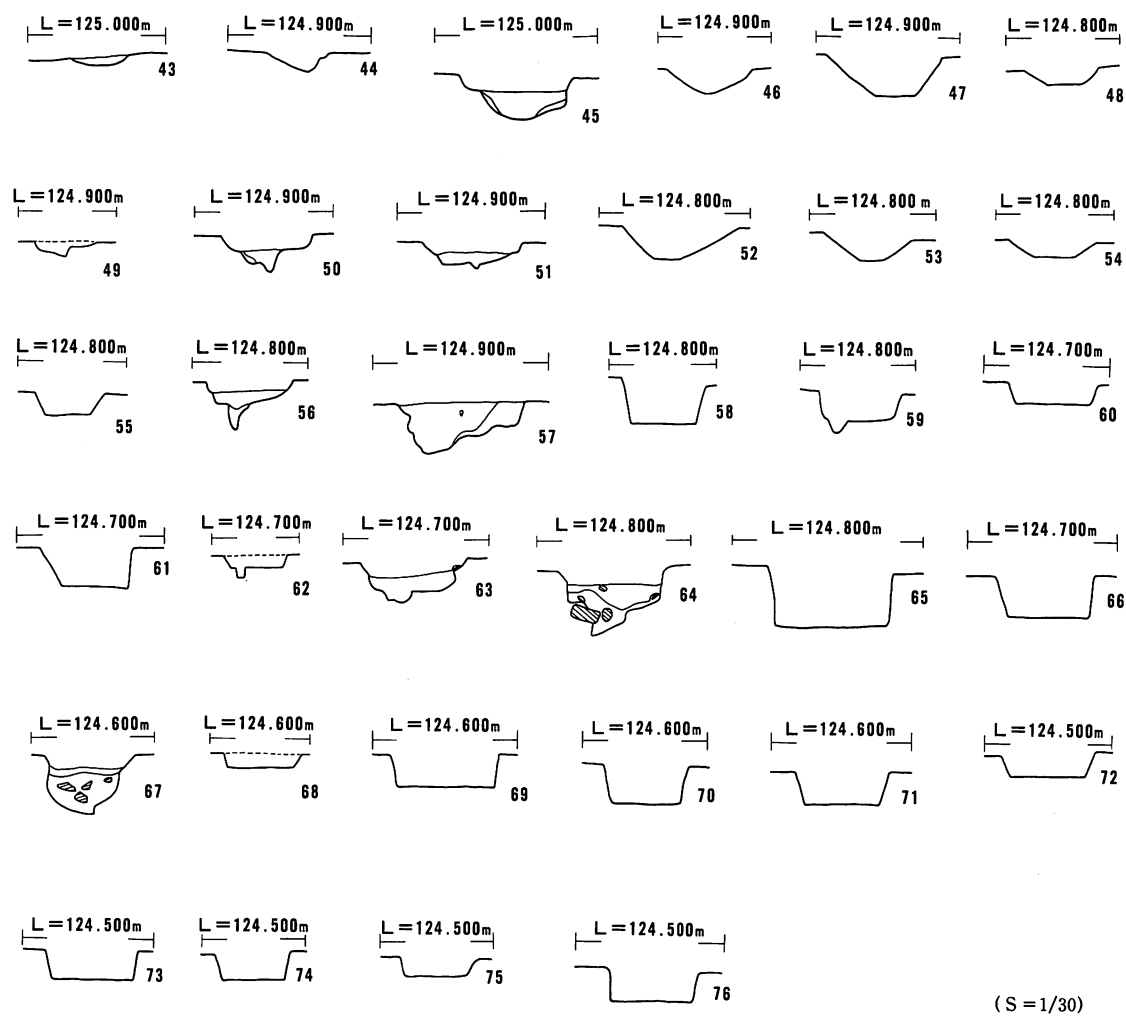 L=125.000m
43
L=124.900m
44
L=125.000m
45
L=124.900m
46
L=124.900m
47
L=124.800m
48
L=124.900m
49
L=124.900m
50
L=124.900m
51
L=124.800m
52
L=124.800m
53
L=124.800m
54
L=124.800m
55
L=124.800m
56
L=124.900m
57
L=124.800m
58
L=124.800m
59
L=124.700m
60
L=124.700m
61
L=124.700m
62
L=124.700m
63
L=124.800m
64
L=124.800m
65
L=124.700m
66
L=124.600m
67
L=124.600m
68
L=124.600m
69
L=124.600m
70
L=124.600m
71
L=124.500m
72
L=124.500m
73
L=124.500m
74
L=124.500m
75
L=124.500m
76
(S=1/30)